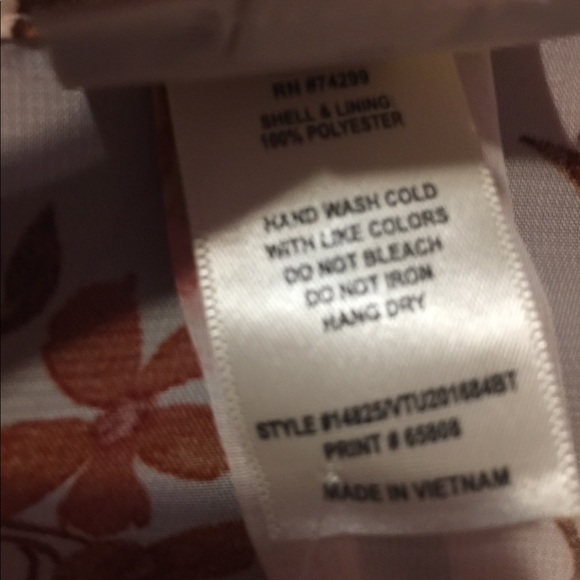 RN #74299
SHELL & LINING:
100% POLYESTER
HAND WASH COLD
WITH LIKE COLORS
DO NOT BLEACH
DO NOT IRON
HANG DRY
STYLE #14825/VTU201684BT
PRINT # 65808
MADE IN VIETNAM